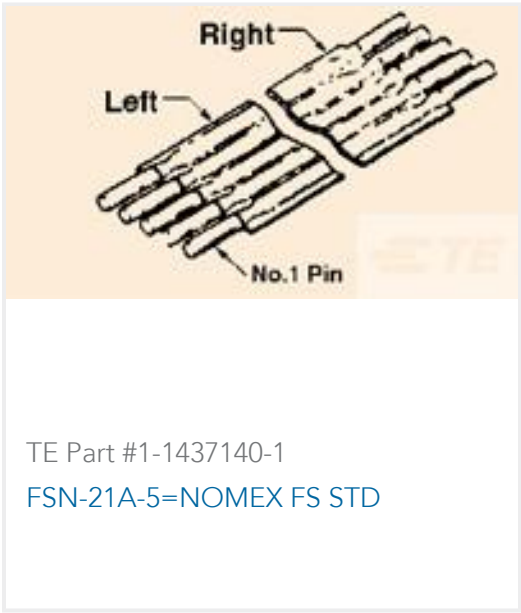 Right
Left
No.1 Pin
TE
TE Part #1-1437140-1
FSN-21A-5=NOMEX FS STD